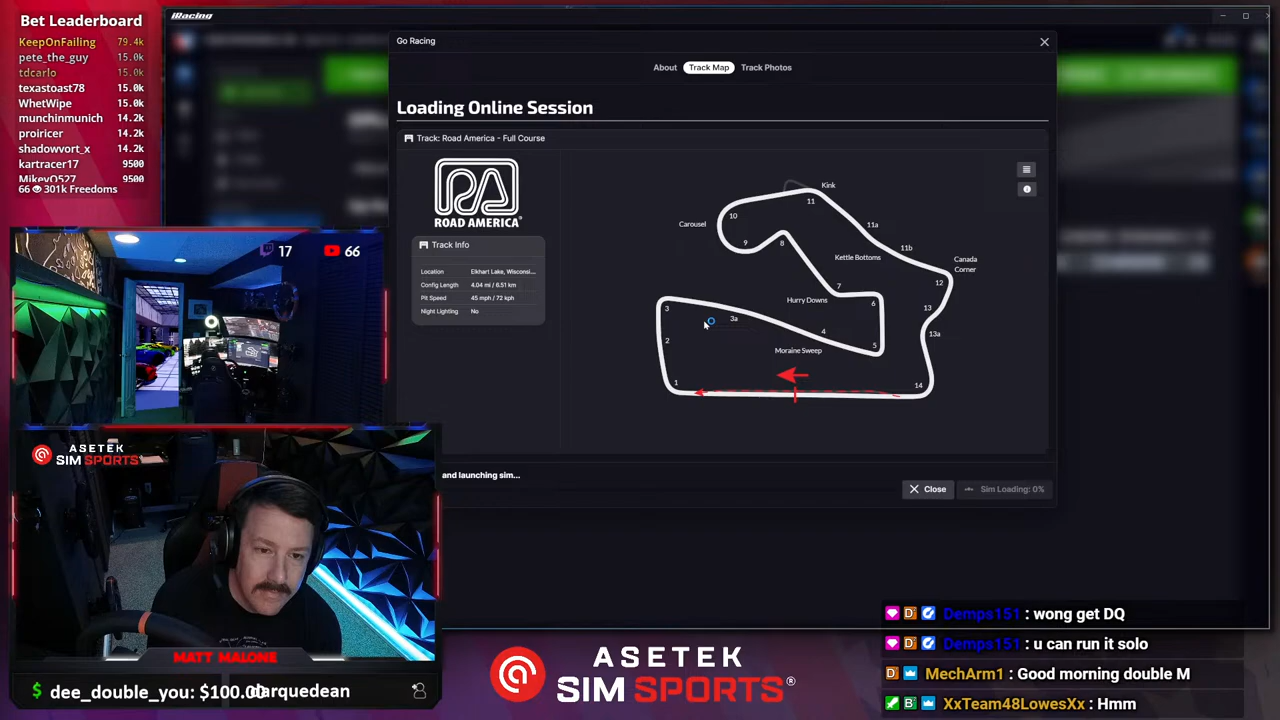 Bet Leaderboard
KeepOnFailing 79.4k
pete_the_guy 15.0k
tdcarlo 15.0k
texastoast78 15.0k
WhetWipe 15.0k
munchinmunich 14.2k
proiricer 14.2k
shadowvort_x 14.2k
kartracer17 9500
MikeyO527 9500
66 301k Freedoms
17 66
iRacing
Go Racing
About Track Map Track Photos
Loading Online Session
Track: Road America - Full Course
RA
ROAD AMERICA
Track Info
Location Elkhart Lake, Wisconsi...
Config Length 4.04 mi / 6.51 km
Pit Speed 45 mph / 72 kph
Night Lighting No
Kink
11
10
Carousel
11a
9
8
11b
Kettle Bottoms
Canada
Corner
12
7
Hurry Downs
6
3
13
3a
4
13a
2
Moraine Sweep
5
1
14
and launching sim...
Close
Sim Loading: 0%
ASETEK
SIM SPORTS
MATT MALONE
$ dee_double_you: $100.00
darquedean
ASETEK
SIM SPORTS®
Demps151 : wong get DQ
Demps151 : u can run it solo
MechArm1 : Good morning double M
XxTeam48LowesXx : Hmm